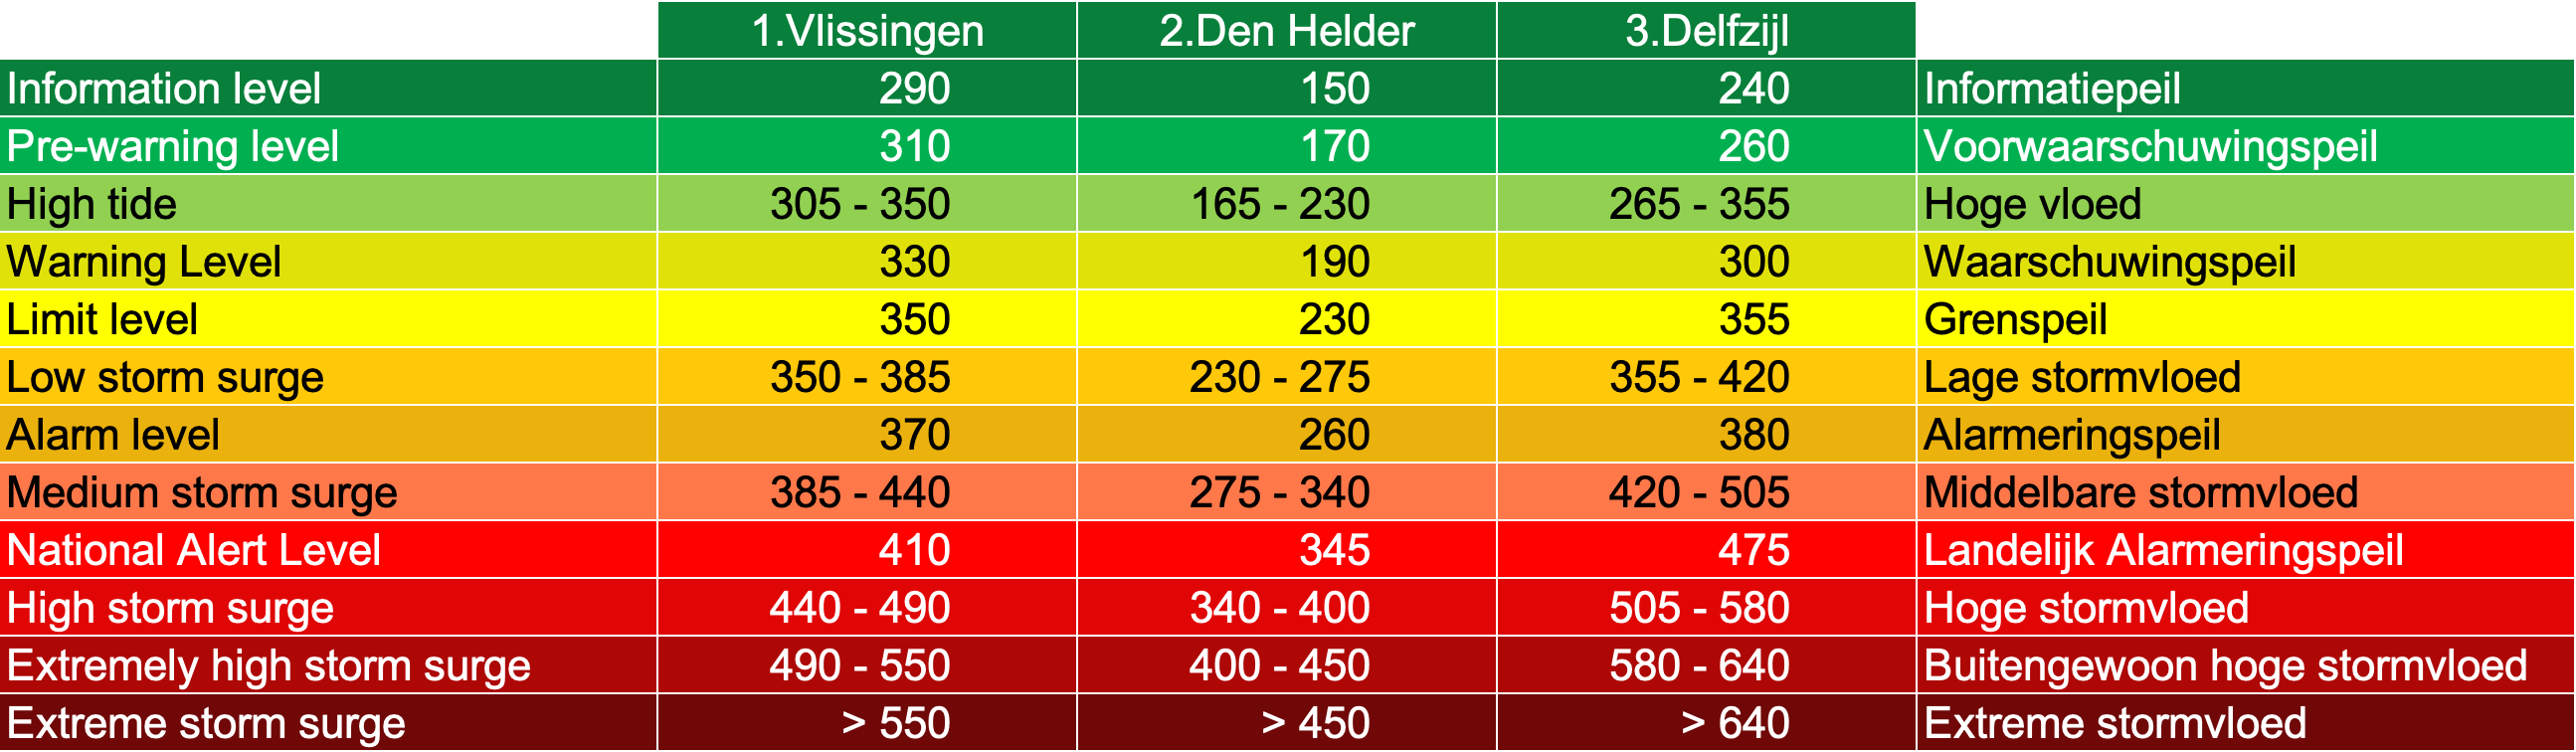 1.Vlissingen 2.Den Helder 3.Delfzijl
Information level 290 150 240 Informatiepeil
Pre-warning level 310 170 260 Voorwaarschuwingspeil
High tide 305 - 350 165 - 230 265 - 355 Hoge vloed
Warning Level 330 190 300 Waarschuwingspeil
Limit level 350 230 355 Grenspeil
Low storm surge 350 - 385 230 - 275 355 - 420 Lage stormvloed
Alarm level 370 260 380 Alarmeringspeil
Medium storm surge 385 - 440 275 - 340 420 - 505 Middelbare stormvloed
National Alert Level 410 345 475 Landelijk Alarmeringspeil
High storm surge 440 - 490 340 - 400 505 - 580 Hoge stormvloed
Extremely high storm surge 490 - 550 400 - 450 580 - 640 Buitengewoon hoge stormvloed
Extreme storm surge > 550 > 450 > 640 Extreme stormvloed